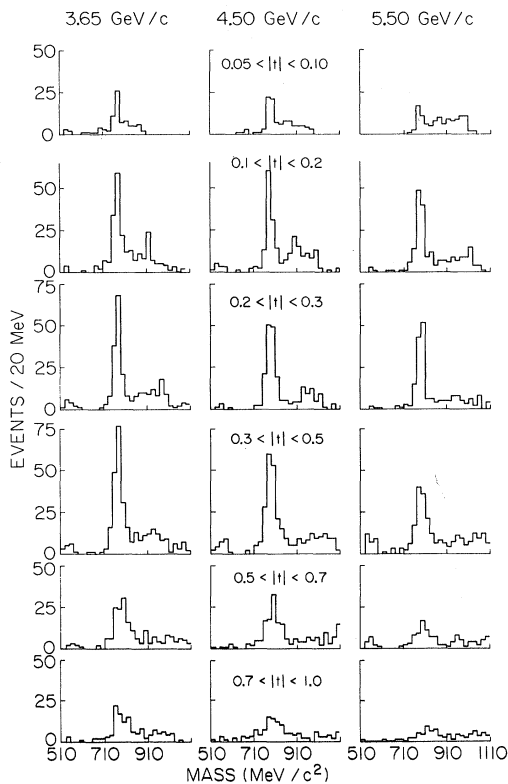 3.65 GeV/c 4.50 GeV/c 5.50 GeV/c
50
25
0
0.05 < |t| < 0.10
50
25
0
0.1 < |t| < 0.2
75
50
25
0
0.2 < |t| < 0.3
75
50
25
0
0.3 < |t| < 0.5
50
25
0
0.5 < |t| < 0.7
50
25
0
0.7 < |t| < 1.0
510 710 910 510 710 910 510 710 910 1110
MASS (MeV /c²)
EVENTS / 20 MeV